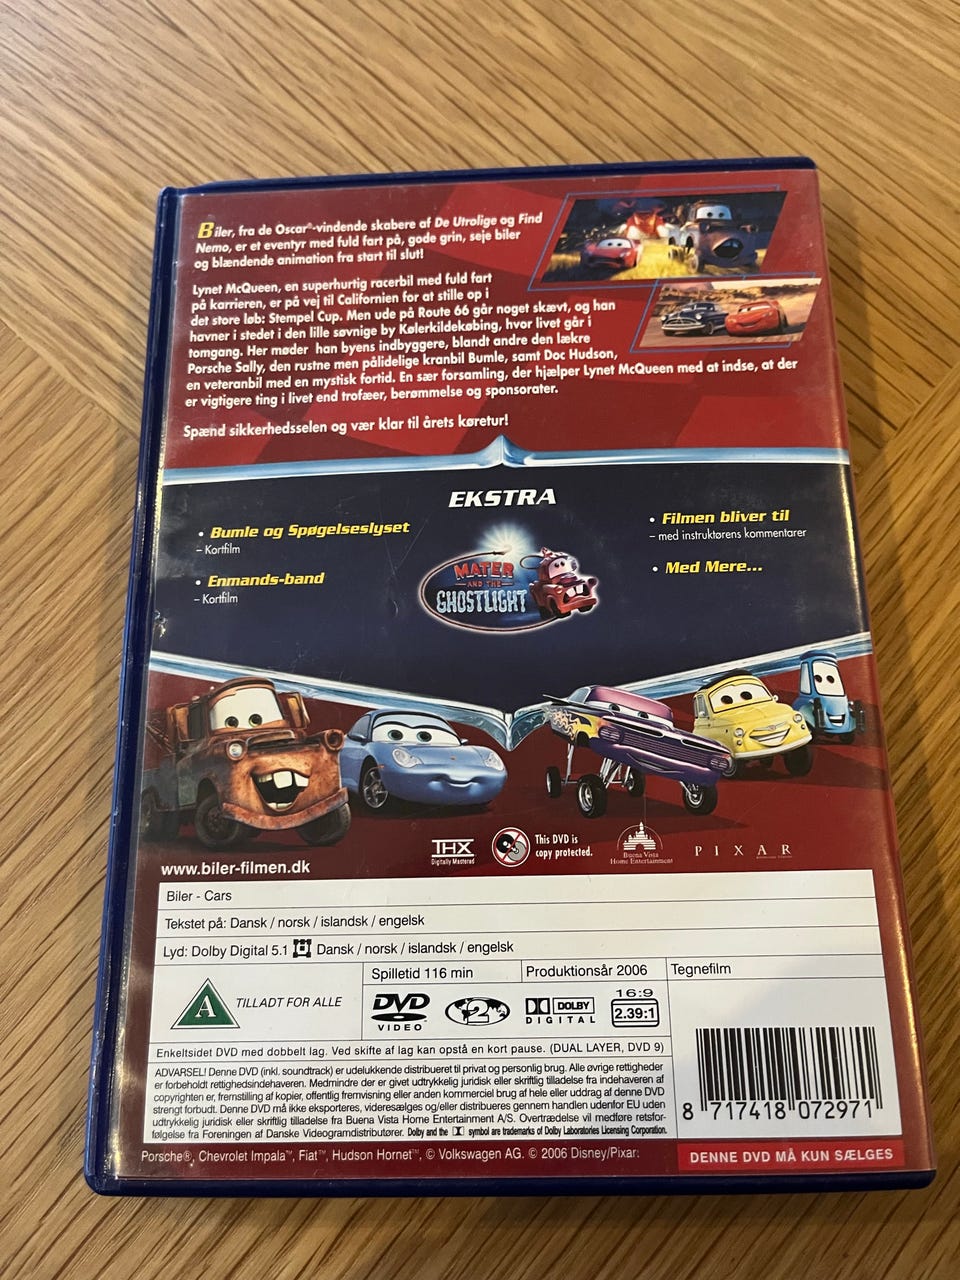 Biler, fra de Oscar®-vindende skabere af De Utrolige og Find
Nemo, er et eventyr med fuld fart på, gode grin, seje biler
og blændende animation fra start til slut!
Lynet McQueen, en superhurtig racerbil med fuld fart
på karrieren, er på vej til Californien for at stille op i
det store løb: Stempel Cup. Men ude på Route 66 går noget skævt, og han
havner i stedet i den lille søvnige by Kølerkildekøbing, hvor livet går i
tomgang. Her møder han byens indbyggere, blandt andre den lækre
Porsche Sally, den rustne men pålidelige kranbil Bumle, samt Doc Hudson,
en veteranbil med en mystisk fortid. En sær forsamling, der hjælper Lynet McQueen med at indse, at der
er vigtigere ting i livet end trofæer, berømmelse og sponsorater.
Spænd sikkerhedsselen og vær klar til årets køretur!
EKSTRA
• Bumle og Spøgelseslyset
– Kortfilm
• Enmands-band
– Kortfilm
MATER
AND THE
GHOSTLIGHT
• Filmen bliver til
– med instruktørens kommentarer
• Med Mere...
www.biler-filmen.dk
THX
Digitally Mastered
This DVD is
copy protected.
Buena Vista
Home Entertainment
PIXAR
Biler - Cars
Tekstet på: Dansk / norsk / islandsk / engelsk
Lyd: Dolby Digital 5.1 Dansk / norsk / islandsk / engelsk
A TILLADT FOR ALLE
Spilletid 116 min
Produktionsår 2006
Tegnefilm
DVD
VIDEO
2
DOLBY
DIGITAL
16:9
2.39:1
Enkeltsidet DVD med dobbelt lag. Ved skifte af lag kan opstå en kort pause. (DUAL LAYER, DVD 9)
ADVARSEL! Denne DVD (inkl. soundtrack) er udelukkende distribueret til privat og personlig brug. Alle øvrige rettigheder
er forbeholdt rettighedsindehaveren. Medmindre der er givet udtrykkelig juridisk eller skriftlig tilladelse fra indehaveren af
copyrighten er, fremstilling af kopier, offentlig fremvisning eller anden kommerciel brug af hele eller uddrag af denne DVD
strengt forbudt. Denne DVD må ikke eksporteres, videresælges og/eller distribueres gennem handlen udenfor EU uden
udtrykkelig juridisk eller skriftlig tilladelse fra Buena Vista Home Entertainment A/S. Overtrædelse vil medføre retsfor-
følgelse fra Foreningen af Danske Videogramdistributører. Dolby and the symbol are trademarks of Dolby Laboratories Licensing Corporation.
8 717418 072971
Porsche®, Chevrolet Impala™, Fiat™, Hudson Hornet™, © Volkswagen AG. © 2006 Disney/Pixar.
DENNE DVD MÅ KUN SÆLGES